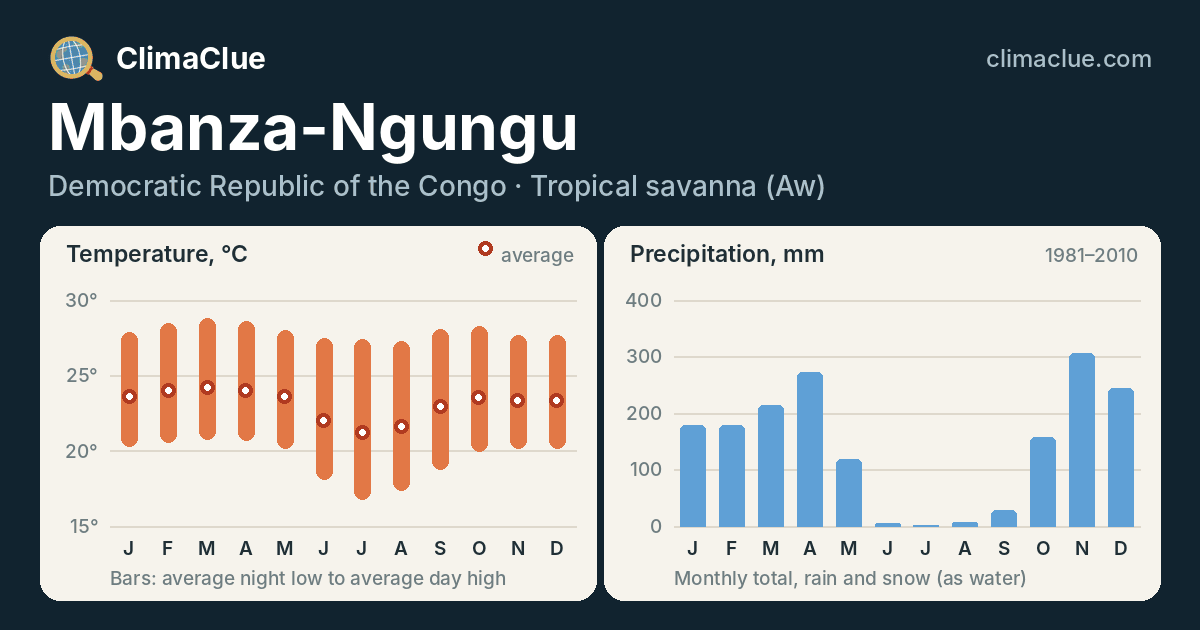 ClimaClue
climaclue.com
Mbanza-Ngungu
Democratic Republic of the Congo · Tropical savanna (Aw)
Temperature, °C
average
30°
25°
20°
15°
J F M A M J J A S O N D
Bars: average night low to average day high
Precipitation, mm
1981–2010
400
300
200
100
0
J F M A M J J A S O N D
Monthly total, rain and snow (as water)